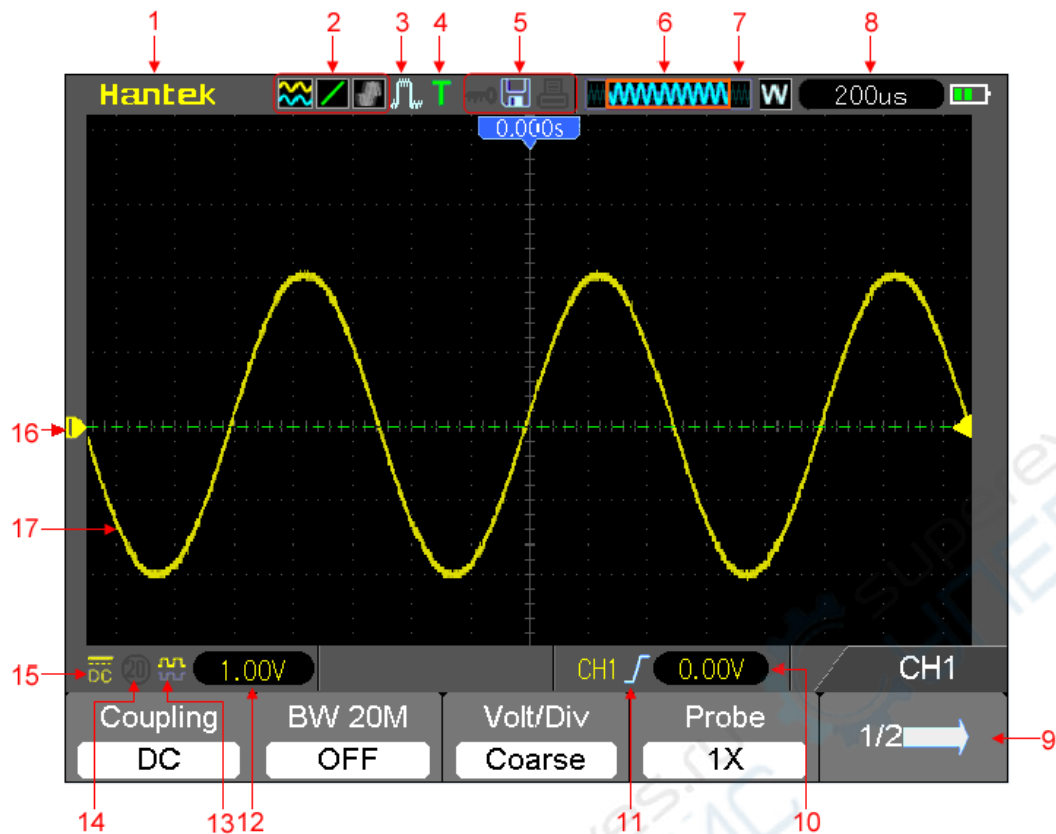 1 2 3 4 5 6 7 8
Hantek T W 200us
0.000s
16
17
15 DC 20 1.00V CH1 0.00V CH1
Coupling BW 20M Volt/Div Probe 1/2 9
DC OFF Coarse 1X
14 13 12 11 10